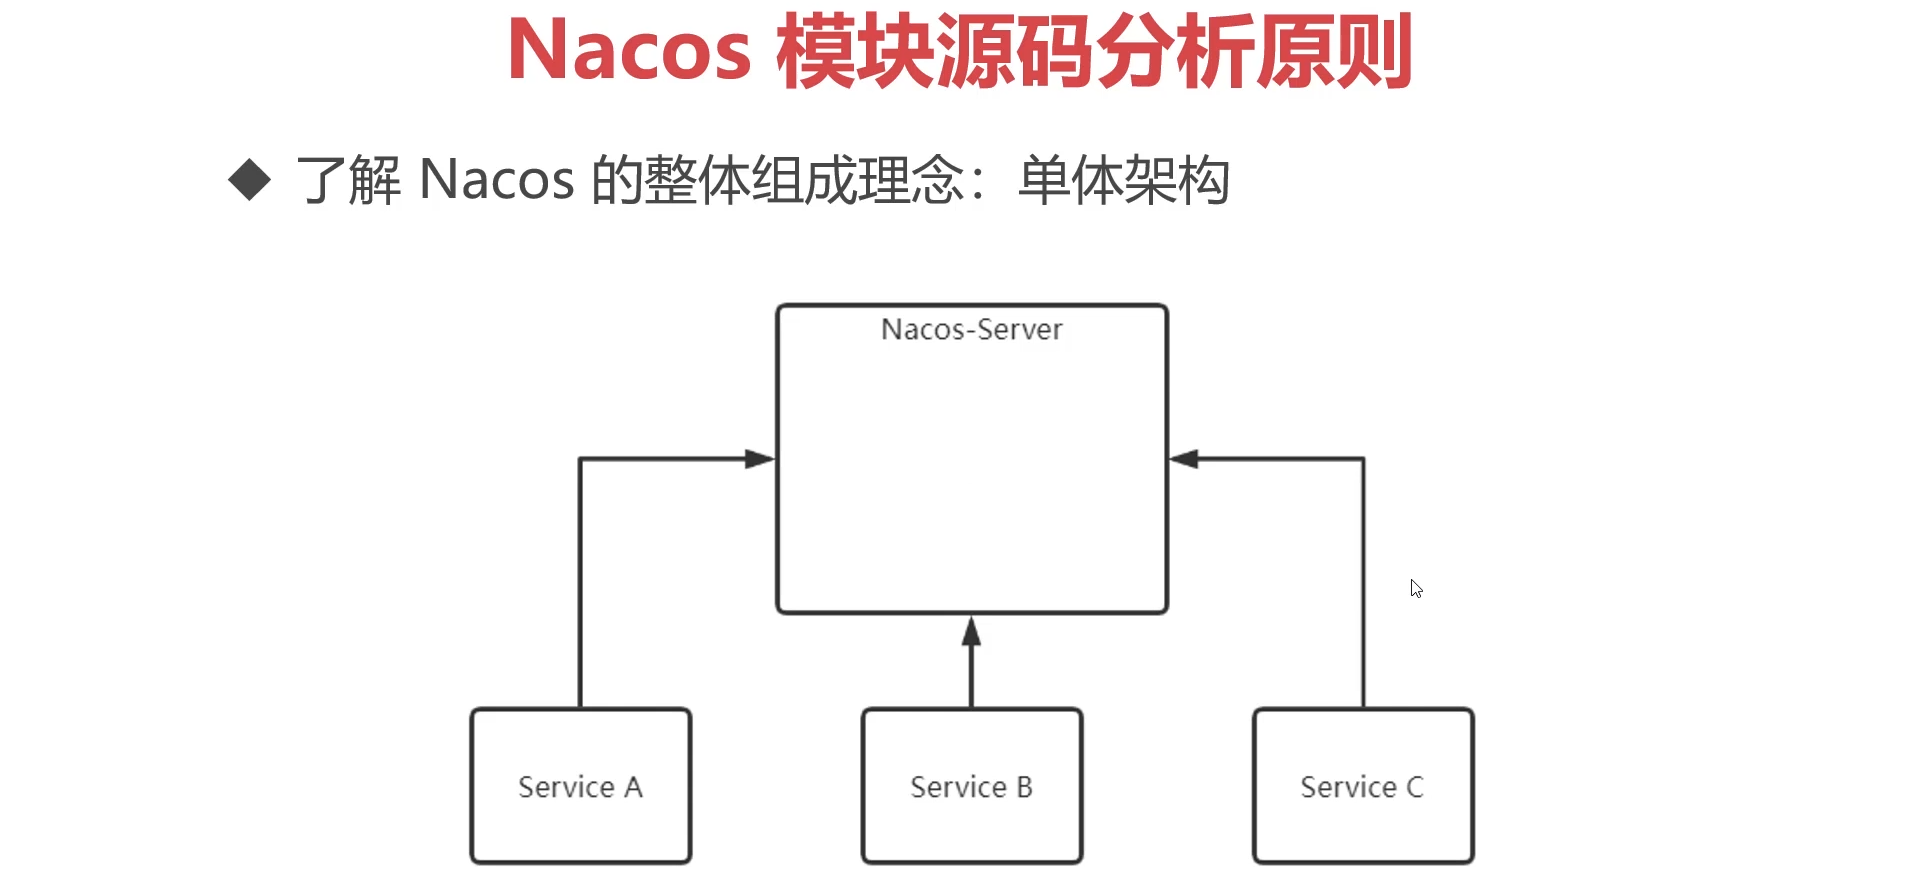 Nacos 模块源码分析原则
◆ 了解 Nacos 的整体组成理念：单体架构
Nacos-Server
Service A
Service B
Service C